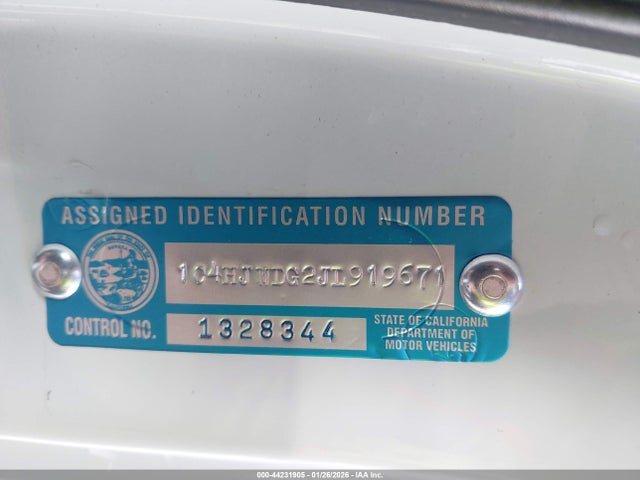 ASSIGNED IDENTIFICATION NUMBER
1C4HJWDG2JL919671
CONTROL NO. 1328344
STATE OF CALIFORNIA
DEPARTMENT OF
MOTOR VEHICLES
000-44231905 - 01/26/2026 - IAA Inc.